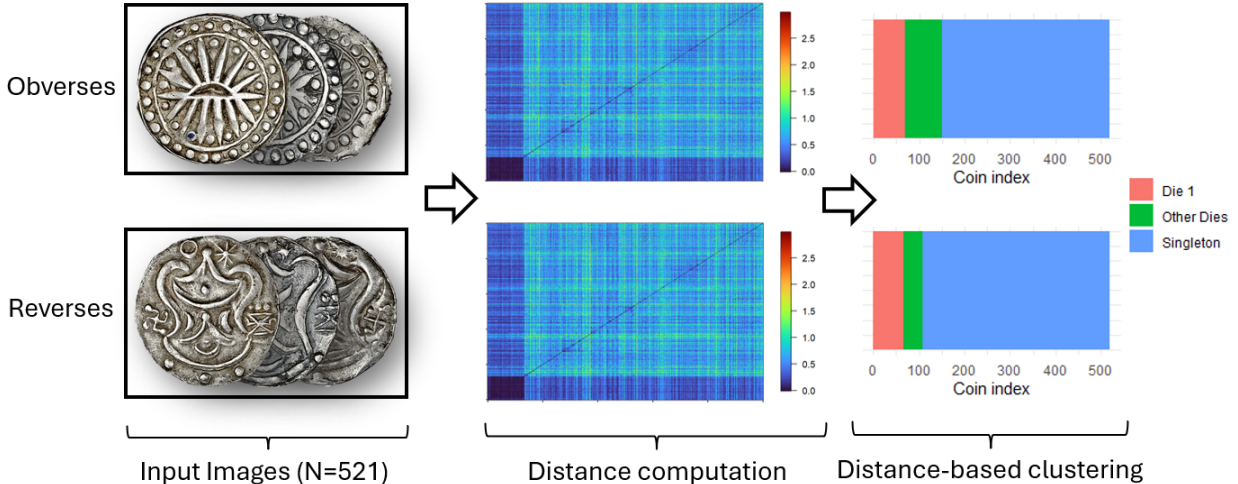 Obverses
2.5
2.0
1.5
1.0
0.5
0.0
0 100 200 300 400 500
Coin index
Die 1
Other Dies
Singleton
Reverses
2.5
2.0
1.5
1.0
0.5
0.0
0 100 200 300 400 500
Coin index
Input Images (N=521)
Distance computation
Distance-based clustering